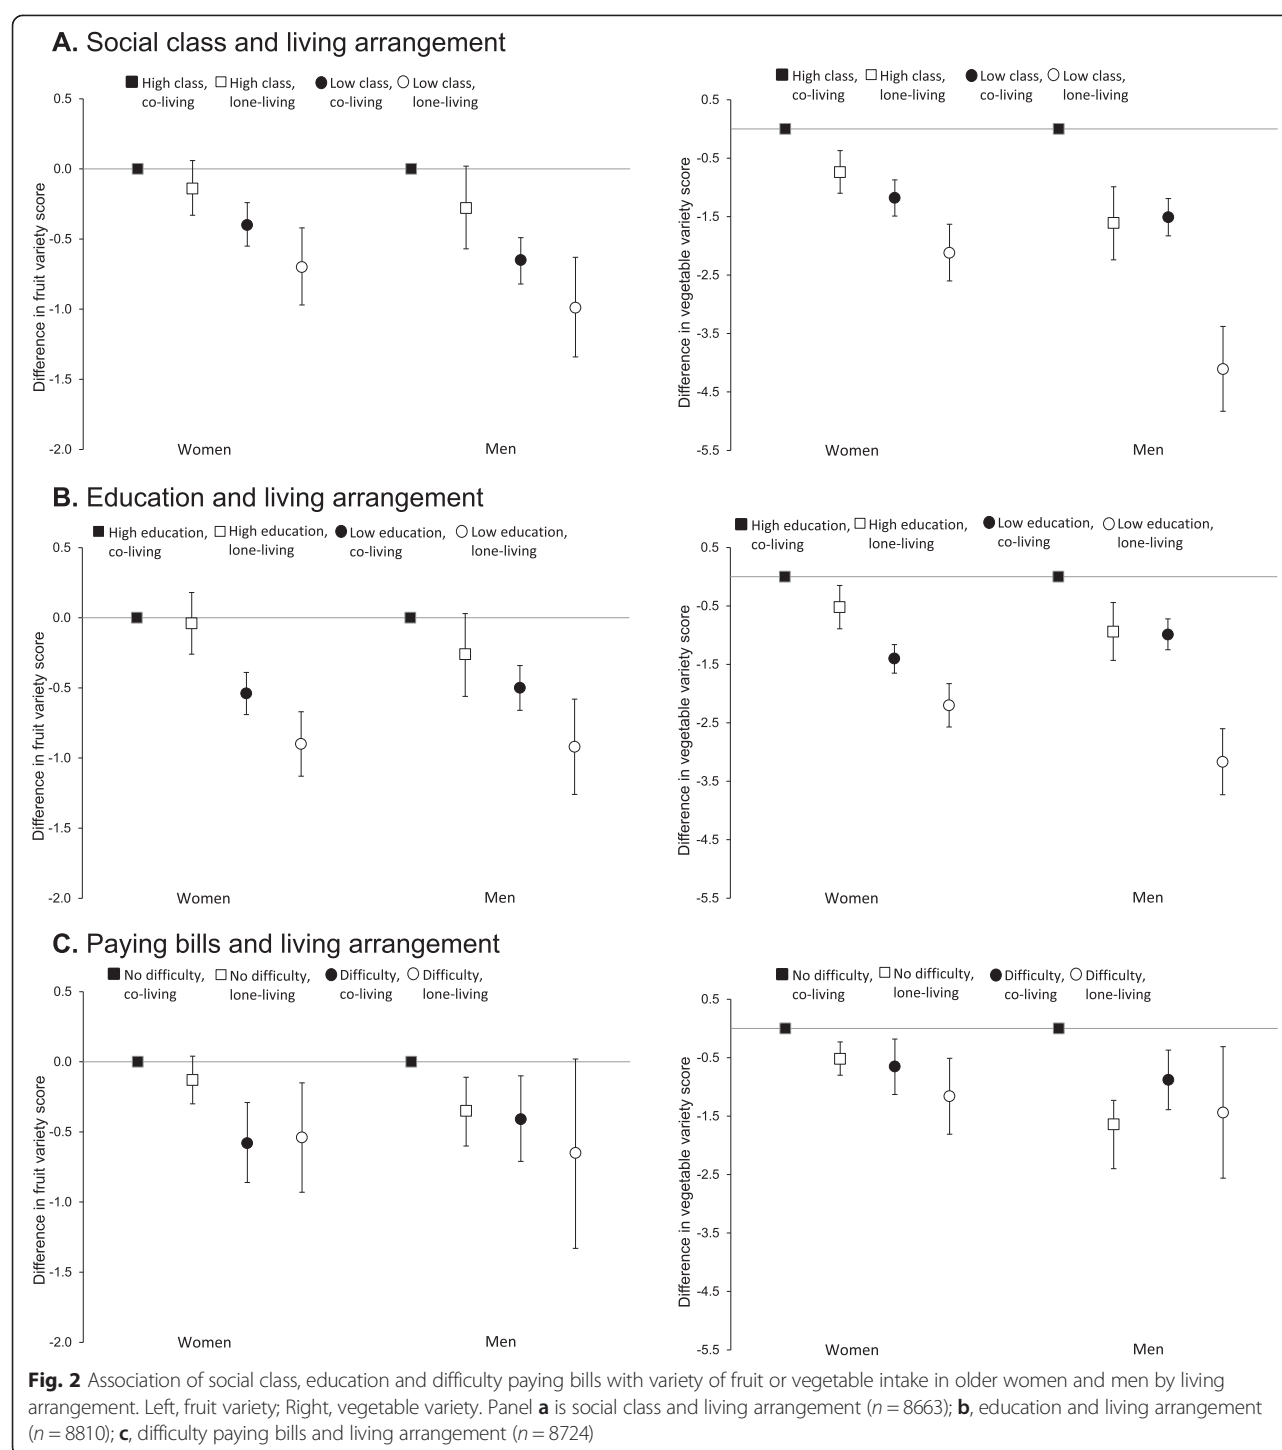 A. Social class and living arrangement
High class, co-living
High class, lone-living
Low class, co-living
Low class, lone-living
0.5
0.0
-0.5
-1.0
-1.5
-2.0
Difference in fruit variety score
Women
Men
High class, co-living
High class, lone-living
Low class, co-living
Low class, lone-living
0.5
-0.5
-1.5
-2.5
-3.5
-4.5
-5.5
Difference in vegetable variety score
Women
Men
B. Education and living arrangement
High education, co-living
High education, lone-living
Low education, co-living
Low education, lone-living
0.5
0.0
-0.5
-1.0
-1.5
-2.0
Difference in fruit variety score
Women
Men
High education, co-living
High education, lone-living
Low education, co-living
Low education, lone-living
0.5
-0.5
-1.5
-2.5
-3.5
-4.5
-5.5
Difference in vegetable variety score
Women
Men
C. Paying bills and living arrangement
No difficulty, co-living
No difficulty, lone-living
Difficulty, co-living
Difficulty, lone-living
0.5
0.0
-0.5
-1.0
-1.5
-2.0
Difference in fruit variety score
Women
Men
No difficulty, co-living
No difficulty, lone-living
Difficulty, co-living
Difficulty, lone-living
0.5
-0.5
-1.5
-2.5
-3.5
-4.5
-5.5
Difference in vegetable variety score
Women
Men
Fig. 2 Association of social class, education and difficulty paying bills with variety of fruit or vegetable intake in older women and men by living
arrangement. Left, fruit variety; Right, vegetable variety. Panel a is social class and living arrangement (n = 8663); b, education and living arrangement
(n = 8810); c, difficulty paying bills and living arrangement (n = 8724)